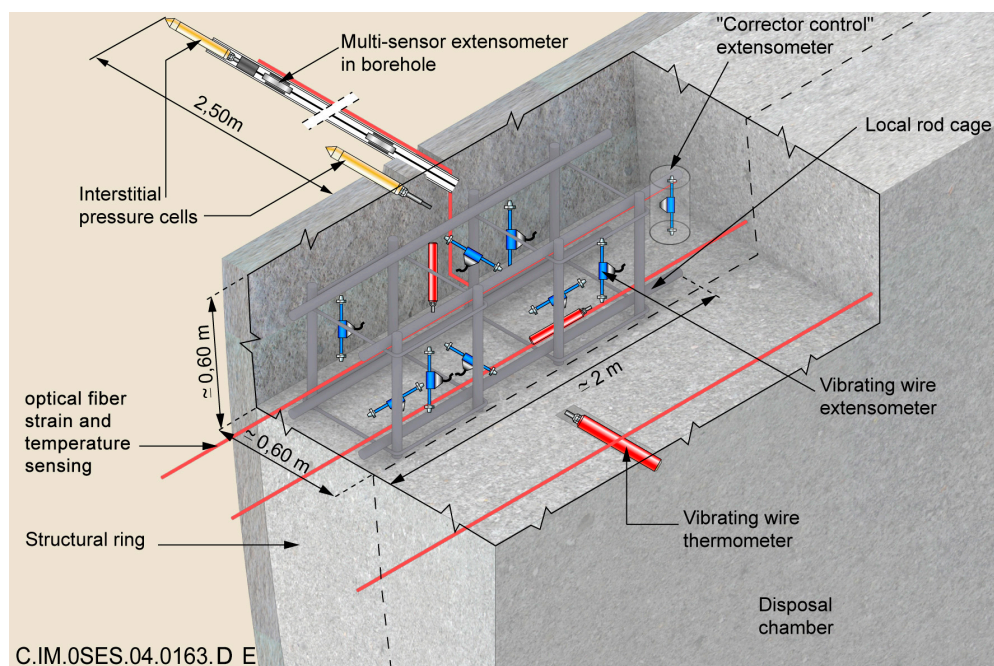 "Corrector control"
extensometer
Multi-sensor extensometer
in borehole
2,50m
Local rod cage
Interstitial
pressure cells
≃ 0,60 m
~ 2 m
optical fiber
strain and
temperature
sensing
~ 0,60 m
Vibrating wire
extensometer
Structural ring
Vibrating wire
thermometer
Disposal
chamber
C.IM.0SES.04.0163.D E